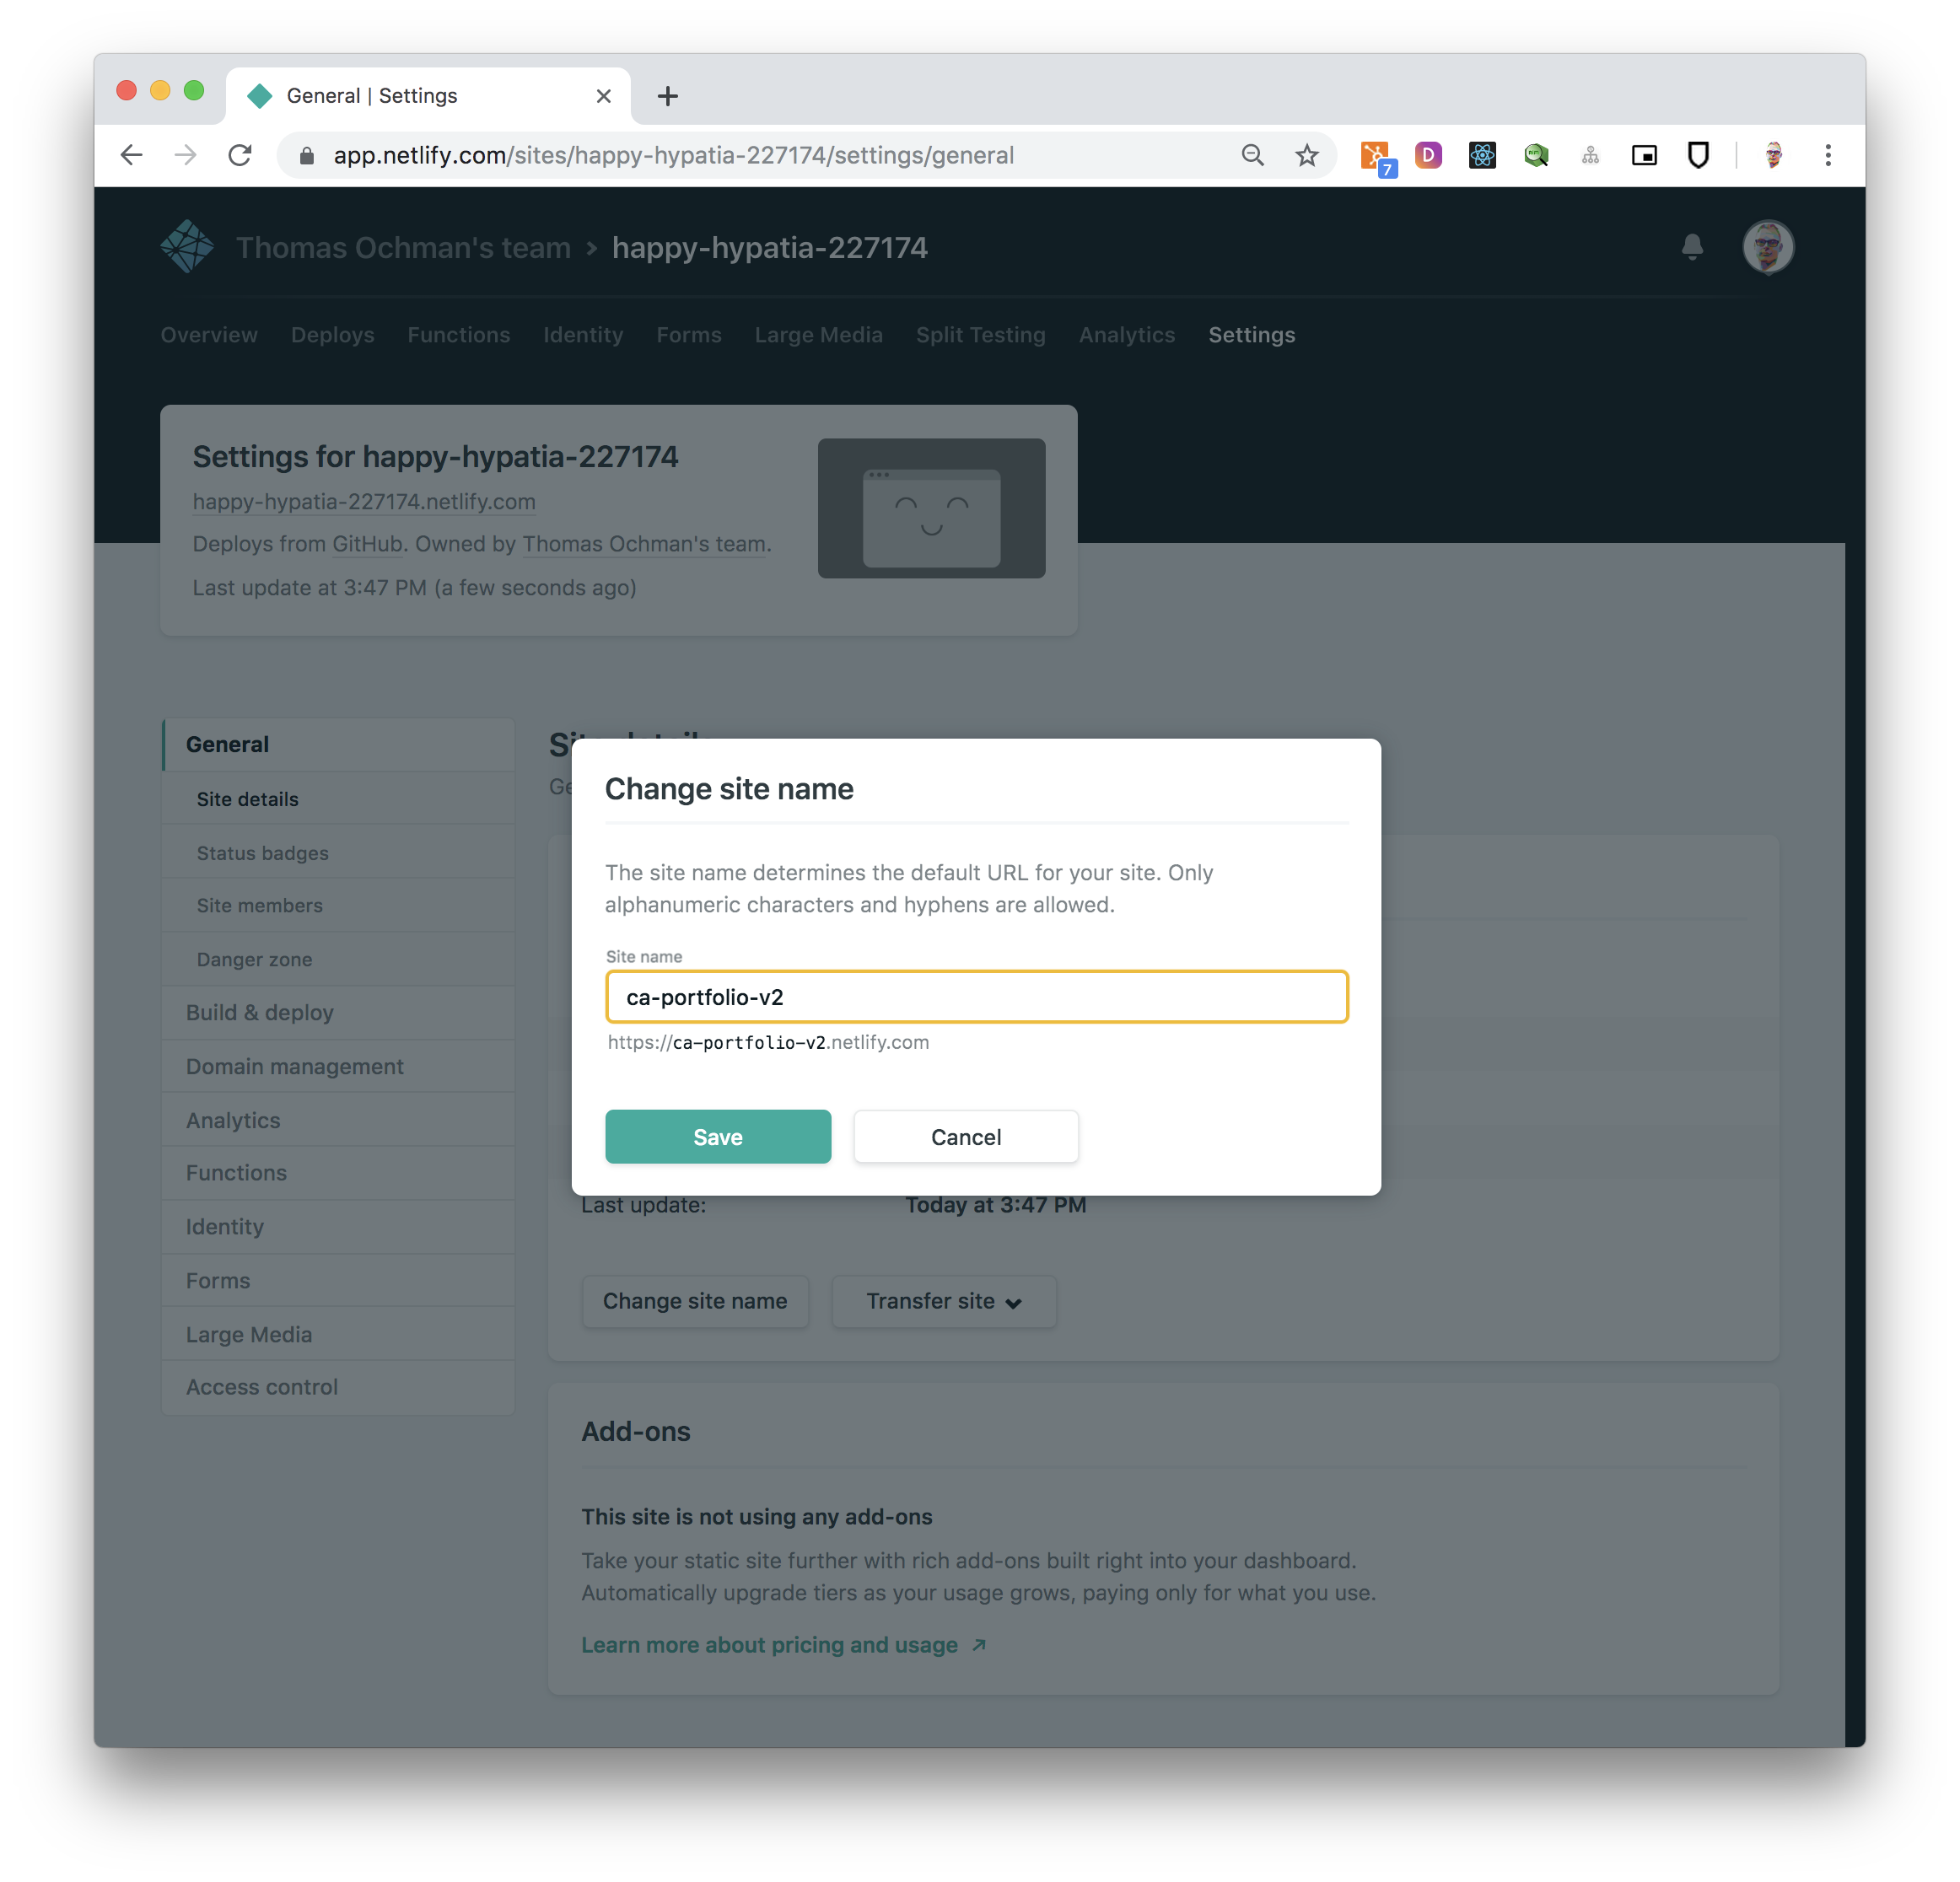 General | Settings
app.netlify.com/sites/happy-hypatia-227174/settings/general
7
D
Thomas Ochman's team > happy-hypatia-227174
Overview Deploys Functions Identity Forms Large Media Split Testing Analytics Settings
Settings for happy-hypatia-227174
happy-hypatia-227174.netlify.com
Deploys from GitHub. Owned by Thomas Ochman's team.
Last update at 3:47 PM (a few seconds ago)
General
Site details
Status badges
Site members
Danger zone
Build & deploy
Domain management
Analytics
Functions
Identity
Forms
Large Media
Access control
Change site name
The site name determines the default URL for your site. Only
alphanumeric characters and hyphens are allowed.
Site name
ca-portfolio-v2
https://ca-portfolio-v2.netlify.com
Save Cancel
Last update: Today at 3:47 PM
Change site name Transfer site
Add-ons
This site is not using any add-ons
Take your static site further with rich add-ons built right into your dashboard.
Automatically upgrade tiers as your usage grows, paying only for what you use.
Learn more about pricing and usage